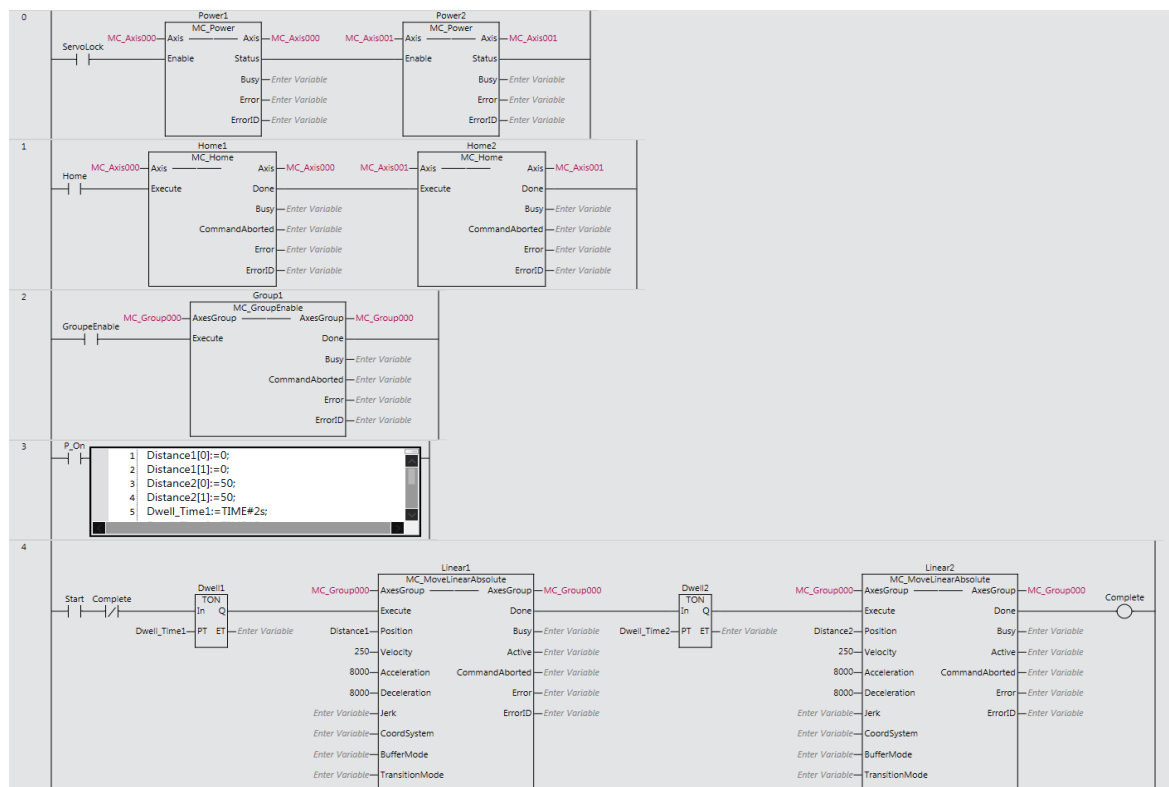 0
Power1 Power2
MC_Power MC_Power
MC_Axis000 Axis Axis MC_Axis000 MC_Axis001 Axis Axis MC_Axis001
ServoLock
Enable Status Enable Status
Busy Enter Variable Busy Enter Variable
Error Enter Variable Error Enter Variable
ErrorID Enter Variable ErrorID Enter Variable
1
Home1 Home2
MC_Home MC_Home
MC_Axis000 Axis Axis MC_Axis000 MC_Axis001 Axis Axis MC_Axis001
Home
Execute Done Execute Done
Busy Enter Variable Busy Enter Variable
CommandAborted Enter Variable CommandAborted Enter Variable
Error Enter Variable Error Enter Variable
ErrorID Enter Variable ErrorID Enter Variable
2
Group1
MC_GroupEnable
MC_Group000 AxesGroup AxesGroup MC_Group000
GroupeEnable
Execute Done
Busy Enter Variable
CommandAborted Enter Variable
Error Enter Variable
ErrorID Enter Variable
3
P_On
1 Distance1[0]:=0;
2 Distance1[1]:=0;
3 Distance2[0]:=50;
4 Distance2[1]:=50;
5 Dwell_Time1:=TIME#2s;
4
Linear1 Linear2
MC_MoveLinearAbsolute MC_MoveLinearAbsolute
Dwell1 MC_Group000 AxesGroup AxesGroup MC_Group000 Dwell2 MC_Group000 AxesGroup AxesGroup MC_Group000
Start Complete TON TON Complete
In Q Execute Done In Q Execute Done
Dwell_Time1 PT ET Enter Variable Distance1 Position Busy Enter Variable Dwell_Time2 PT ET Enter Variable Distance2 Position Busy Enter Variable
250 Velocity Active Enter Variable 250 Velocity Active Enter Variable
8000 Acceleration CommandAborted Enter Variable 8000 Acceleration CommandAborted Enter Variable
8000 Deceleration Error Enter Variable 8000 Deceleration Error Enter Variable
Enter Variable Jerk ErrorID Enter Variable Enter Variable Jerk ErrorID Enter Variable
Enter Variable CoordSystem Enter Variable CoordSystem
Enter Variable BufferMode Enter Variable BufferMode
Enter Variable TransitionMode Enter Variable TransitionMode